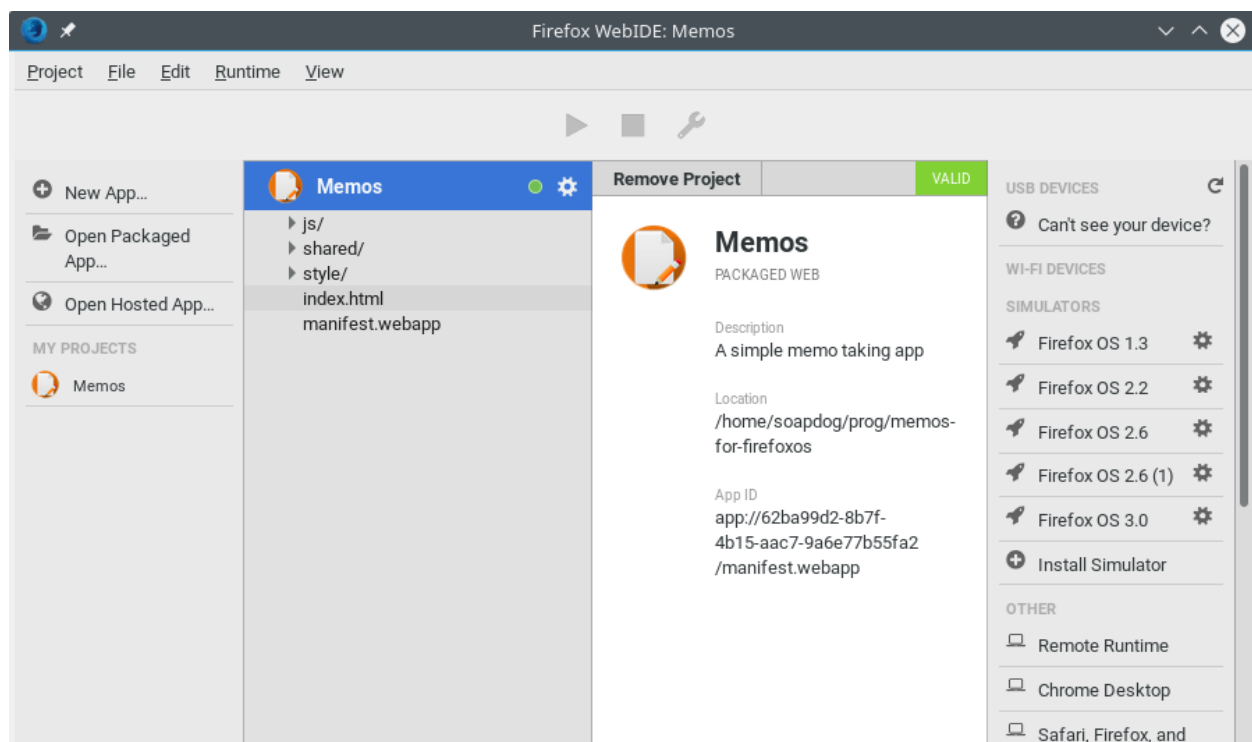 Firefox WebIDE: Memos
Project File Edit Runtime View
New App...
Open Packaged
App...
Open Hosted App...
MY PROJECTS
Memos
Memos
js/
shared/
style/
index.html
manifest.webapp
Remove Project
VALID
Memos
PACKAGED WEB
Description
A simple memo taking app
Location
/home/soapdog/prog/memos-
for-firefoxos
App ID
app://62ba99d2-8b7f-
4b15-aac7-9a6e77b55fa2
/manifest.webapp
USB DEVICES
Can't see your device?
WI-FI DEVICES
SIMULATORS
Firefox OS 1.3
Firefox OS 2.2
Firefox OS 2.6
Firefox OS 2.6 (1)
Firefox OS 3.0
Install Simulator
OTHER
Remote Runtime
Chrome Desktop
Safari, Firefox, and